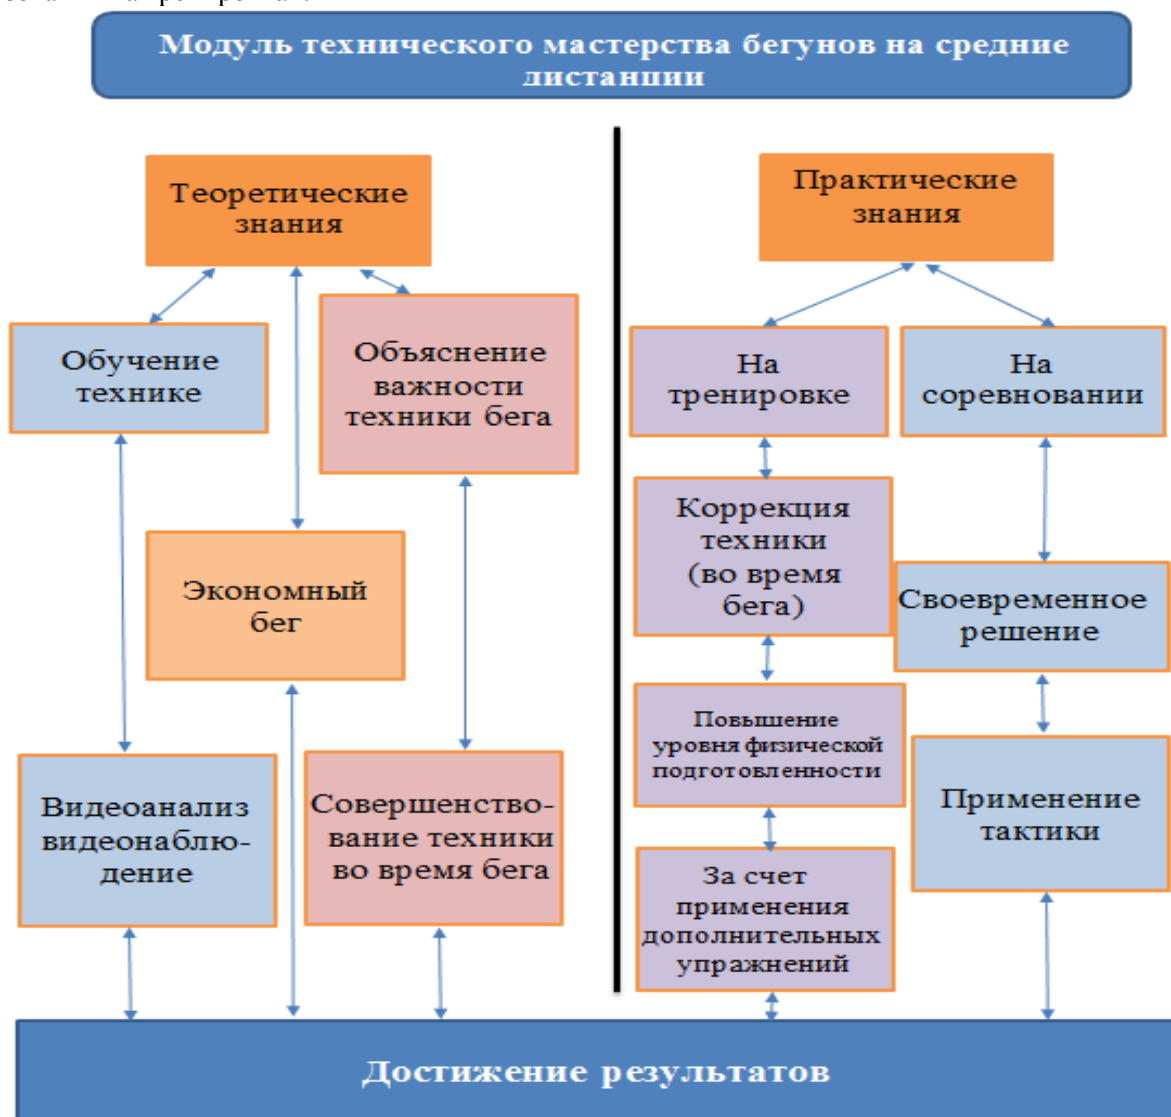 Модуль технического мастерства бегунов на средние
дистанции
Теоретические
знания
Практические
знания
Обучение
технике
Объяснение
важности
техники бега
На
тренировке
На
соревновании
Экономный
бег
Коррекция
техники
(во время
бега)
Своевременное
решение
Повышение
уровня физической
подготовленности
Видеоанализ
видеонаблю-
дение
Совершенство-
вание техники
во время бега
Применение
тактики
За счет
применения
дополнительных
упражнений
Достижение результатов